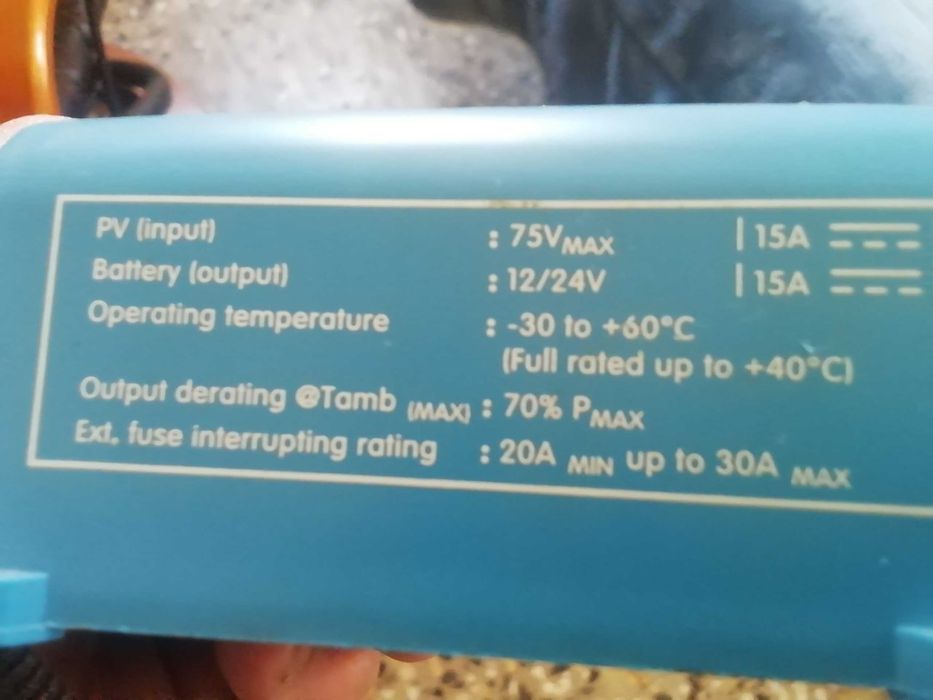 PV (input) : 75VMAX | 15A
Battery (output) : 12/24V | 15A
Operating temperature : -30 to +60°C
(Full rated up to +40°C)
Output derating @Tamb (MAX) : 70% PMAX
Ext. fuse interrupting rating : 20A MIN up to 30A MAX